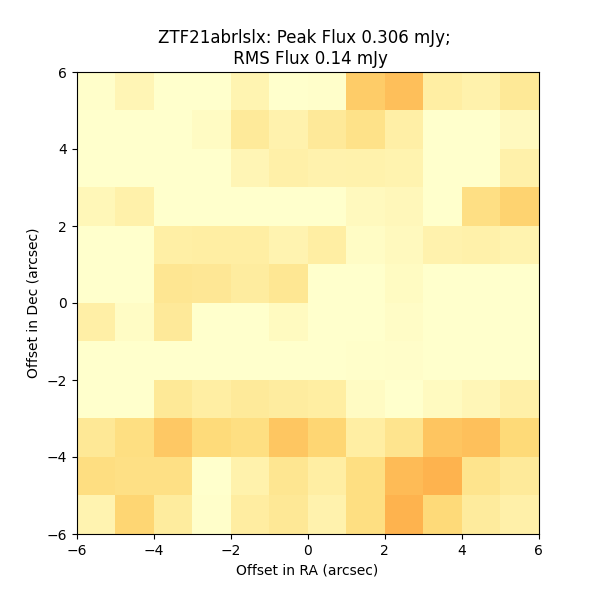 ZTF21abrlslx: Peak Flux 0.306 mJy;
RMS Flux 0.14 mJy
6
4
2
0
−2
−4
−6
Offset in Dec (arcsec)
−6 −4 −2 0 2 4 6
Offset in RA (arcsec)